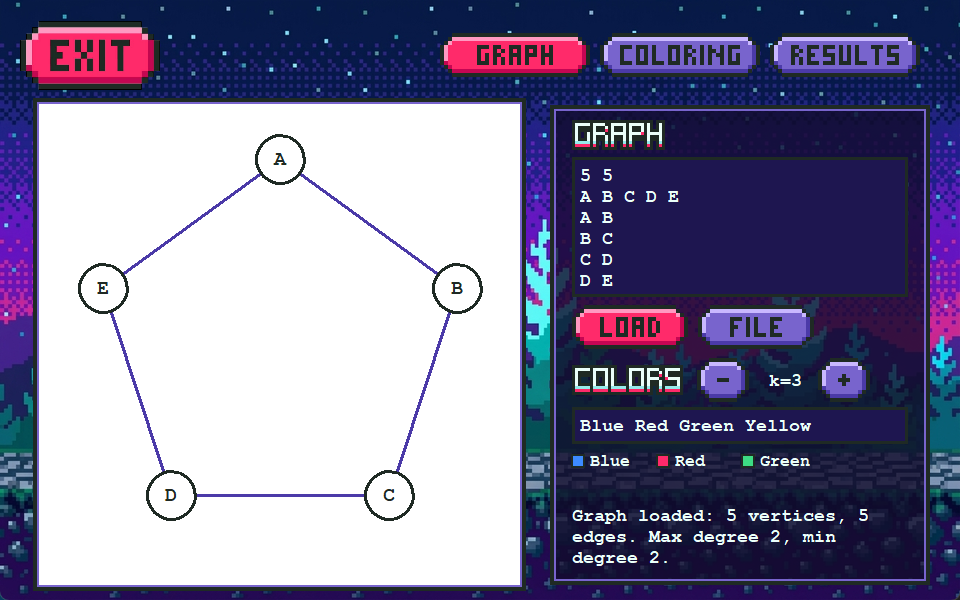 EXIT
GRAPH COLORING RESULTS
A
E
B
D
C
GRAPH
5 5
A B C D E
A B
B C
C D
D E
LOAD FILE
COLORS - k=3 +
Blue Red Green Yellow
Blue Red Green
Graph loaded: 5 vertices, 5
edges. Max degree 2, min
degree 2.